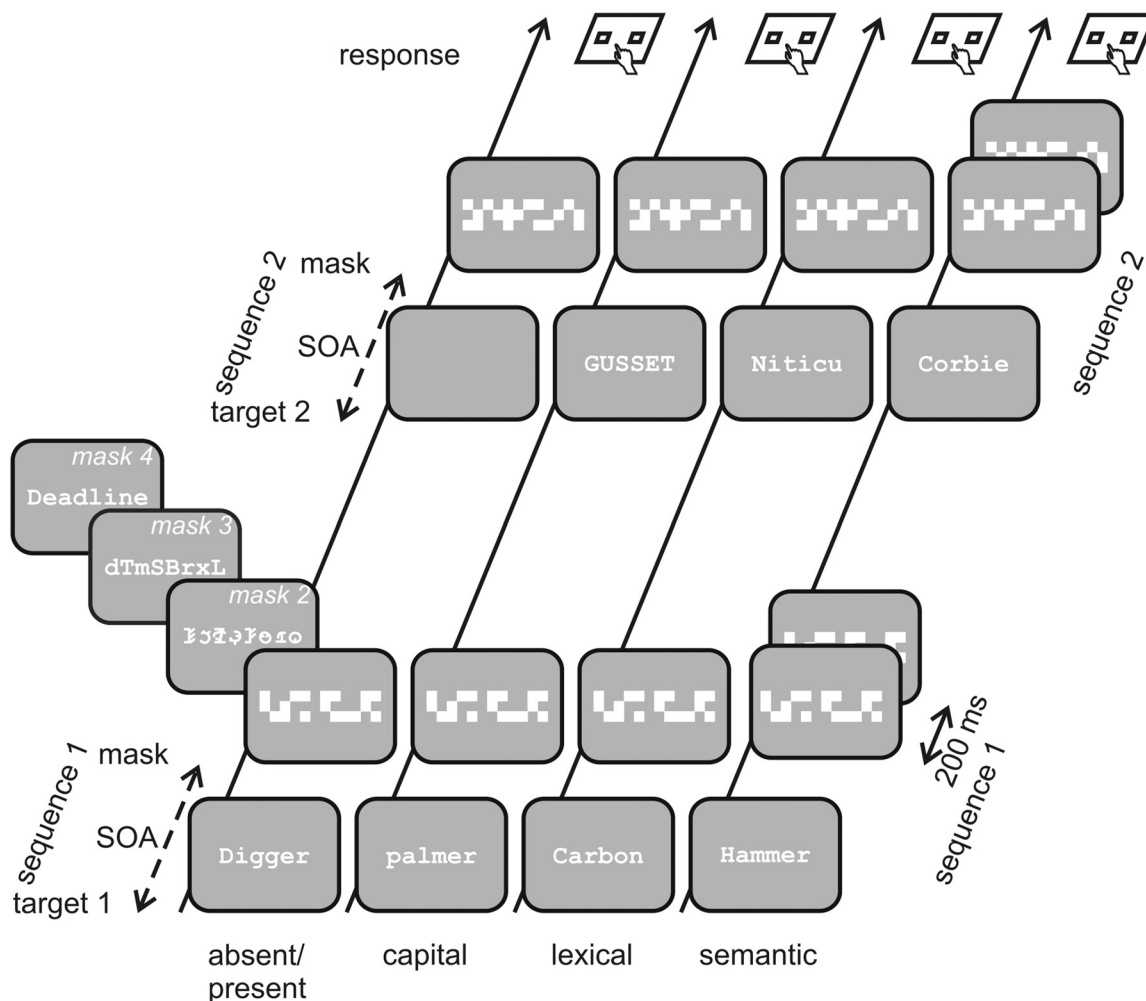 response
sequence 2
mask
SOA
target 2
GUSSET
Niticu
Corbie
sequence 2
mask 4
Deadline
mask 3
dTmSBrxL
mask 2
sequence 1
mask
SOA
target 1
200 ms
sequence 1
Digger
palmer
Carbon
Hammer
absent/
present
capital
lexical
semantic